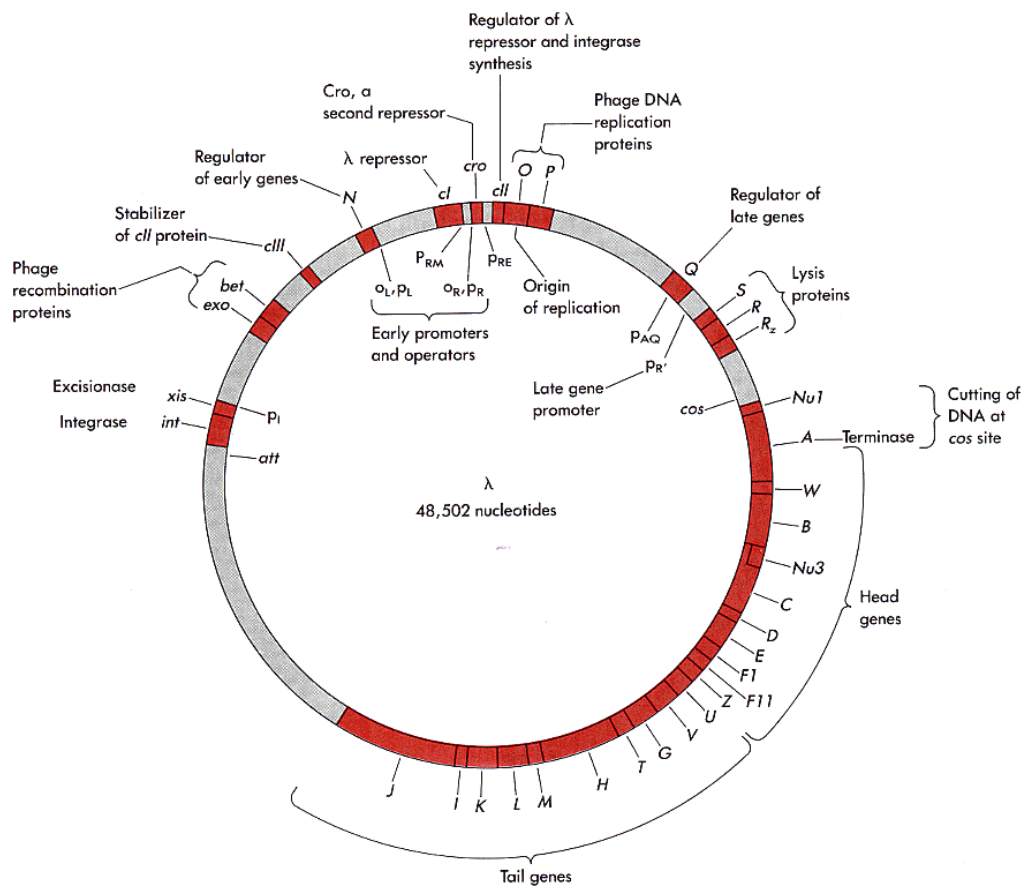 Regulator of λ
repressor and integrase
synthesis
Cro, a
second repressor
Phage DNA
replication
proteins
λ repressor
cro
cI
cII
O
P
Regulator
of early genes
N
Regulator of
late genes
Q
Stabilizer
of cII protein
cIII
Phage
recombination
proteins
bet
exo
pRM
pRE
oL, pL
oR, pR
Early promoters
and operators
Origin
of replication
S
R
Rz
Lysis
proteins
pAQ
pR'
Late gene
promoter
Excisionase
xis
Integrase
int
pI
att
cos
Nu1
A
Terminase
Cutting of
DNA at
cos site
λ
48,502 nucleotides
W
B
Nu3
C
D
E
F1
F11
Z
U
V
G
T
H
M
L
K
I
J
Head
genes
Tail genes